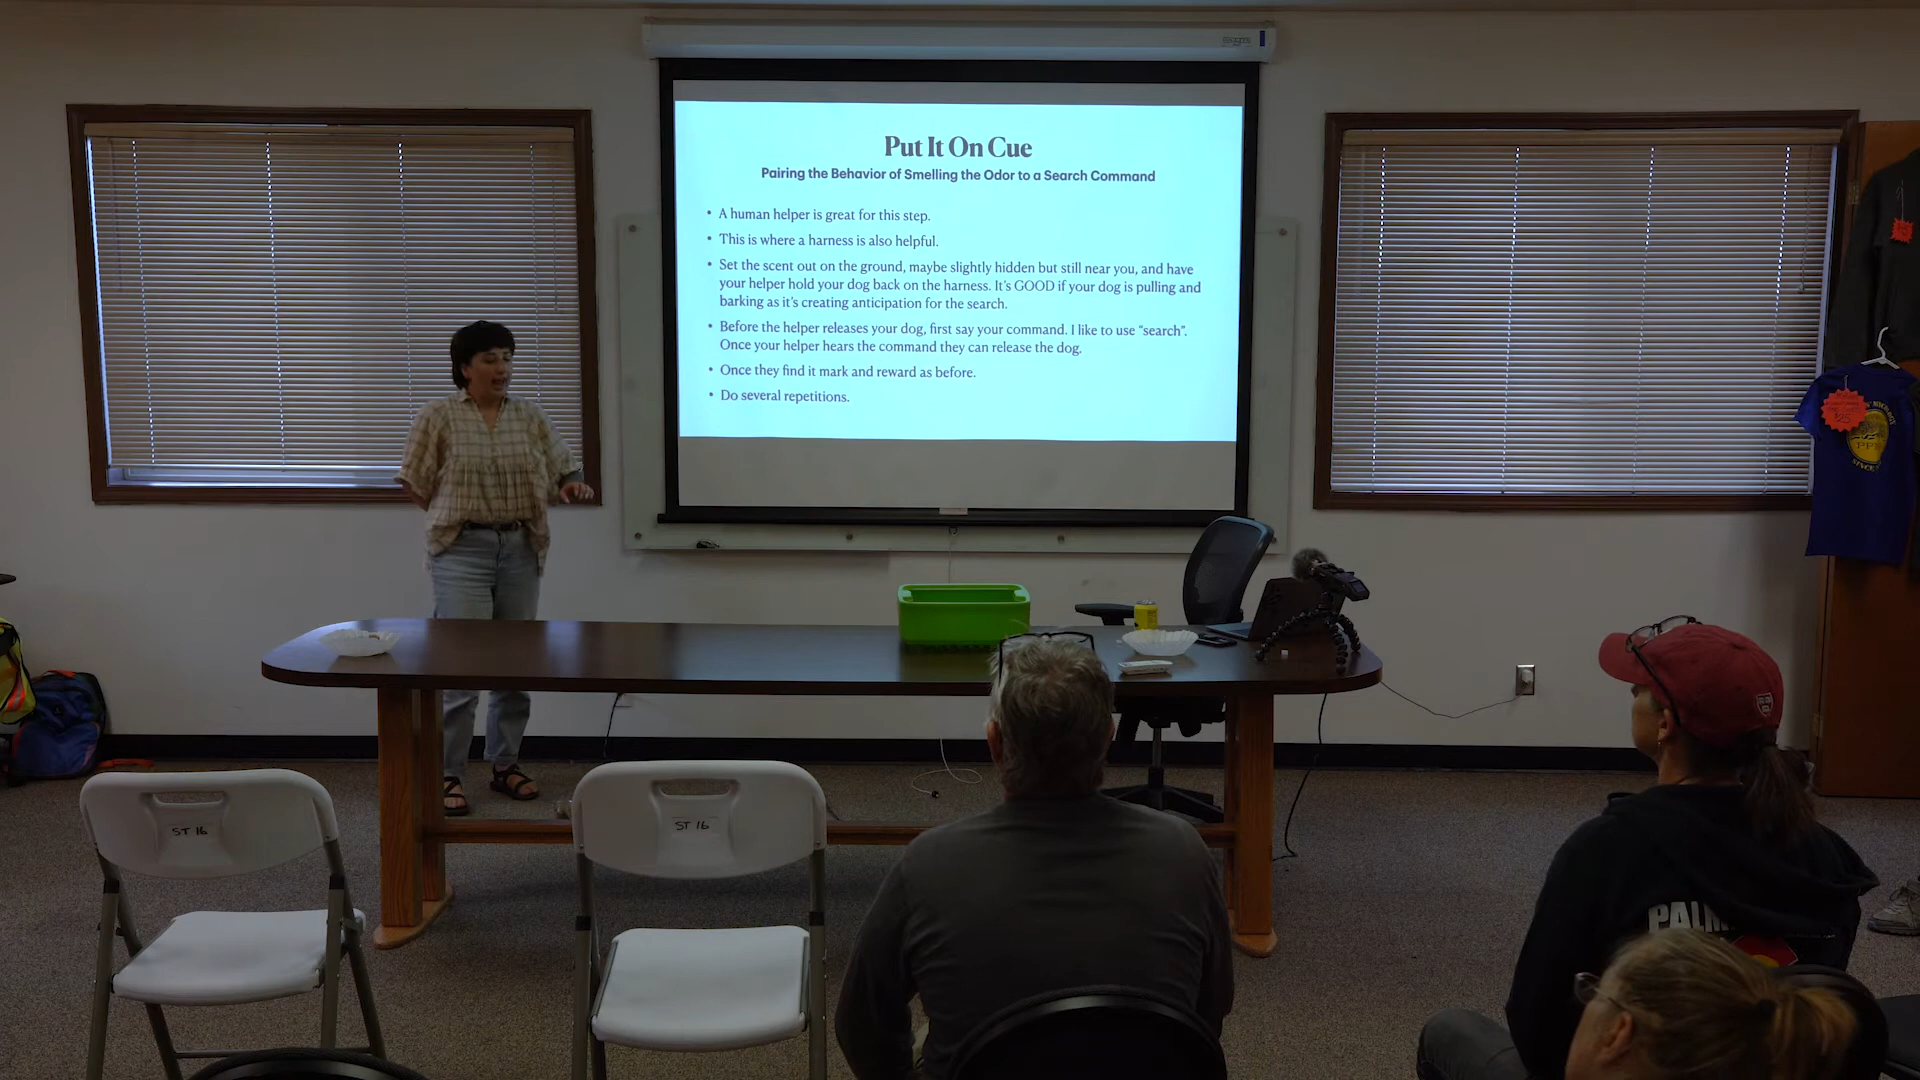 Put It On Cue
Pairing the Behavior of Smelling the Odor to a Search Command
• A human helper is great for this step.
• This is where a harness is also helpful.
• Set the scent out on the ground, maybe slightly hidden but still near you, and have
your helper hold your dog back on the harness. It's GOOD if your dog is pulling and
barking as it's creating anticipation for the search.
• Before the helper releases your dog, first say your command. I like to use “search”.
Once your helper hears the command they can release the dog.
• Once they find it mark and reward as before.
• Do several repetitions.
ST 16
ST 16